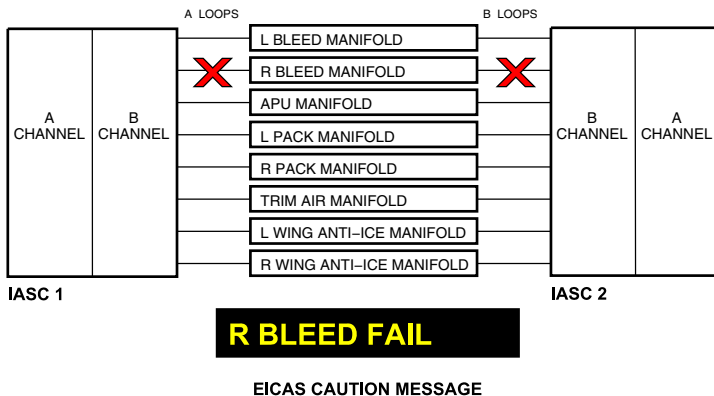 A LOOPS
B LOOPS
L BLEED MANIFOLD
R BLEED MANIFOLD
APU MANIFOLD
L PACK MANIFOLD
R PACK MANIFOLD
TRIM AIR MANIFOLD
L WING ANTI–ICE MANIFOLD
R WING ANTI–ICE MANIFOLD
A
CHANNEL
B
CHANNEL
B
CHANNEL
A
CHANNEL
IASC 1
IASC 2
R BLEED FAIL
EICAS CAUTION MESSAGE